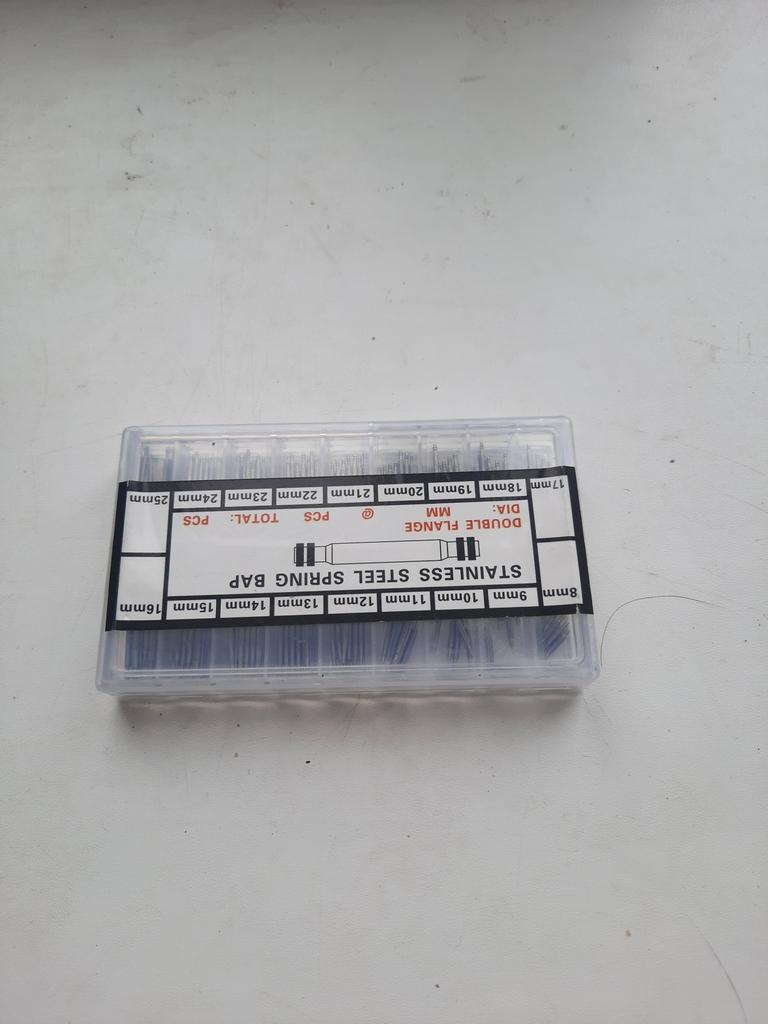 8mm 9mm 10mm 11mm 12mm 13mm 14mm 15mm 16mm
STAINLESS STEEL SPRING BAP
DOUBLE FLANGE
DIA: MM @ PCS TOTAL: PCS
17mm 18mm 19mm 20mm 21mm 22mm 23mm 24mm 25mm